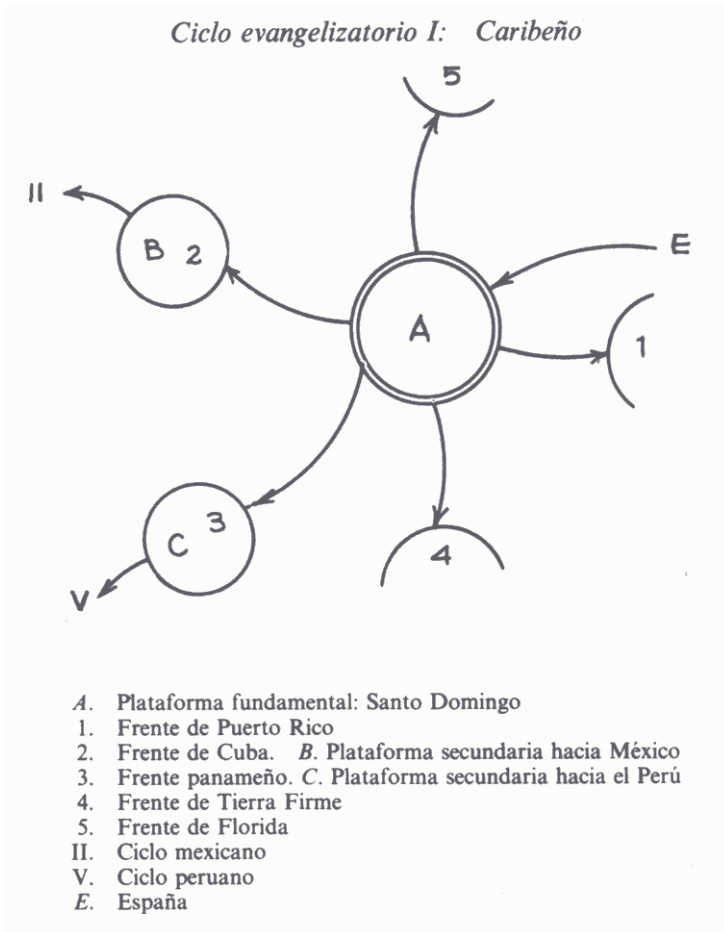 Ciclo evangelizatorio I: Caribeño
5
II
B 2
E
A
1
3
C
4
V
A. Plataforma fundamental: Santo Domingo
1. Frente de Puerto Rico
2. Frente de Cuba. B. Plataforma secundaria hacia México
3. Frente panameño. C. Plataforma secundaria hacia el Perú
4. Frente de Tierra Firme
5. Frente de Florida
II. Ciclo mexicano
V. Ciclo peruano
E. España